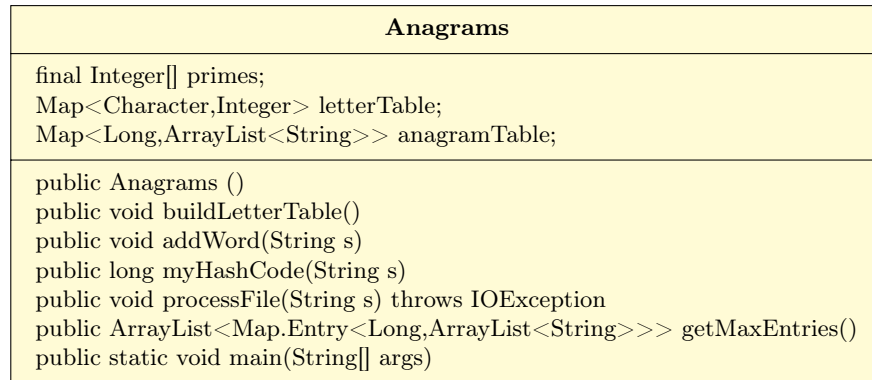 Anagrams
final Integer[] primes;
Map<Character,Integer> letterTable;
Map<Long,ArrayList<String>> anagramTable;
public Anagrams ()
public void buildLetterTable()
public void addWord(String s)
public long myHashCode(String s)
public void processFile(String s) throws IOException
public ArrayList<Map.Entry<Long,ArrayList<String>>> getMaxEntries()
public static void main(String[] args)